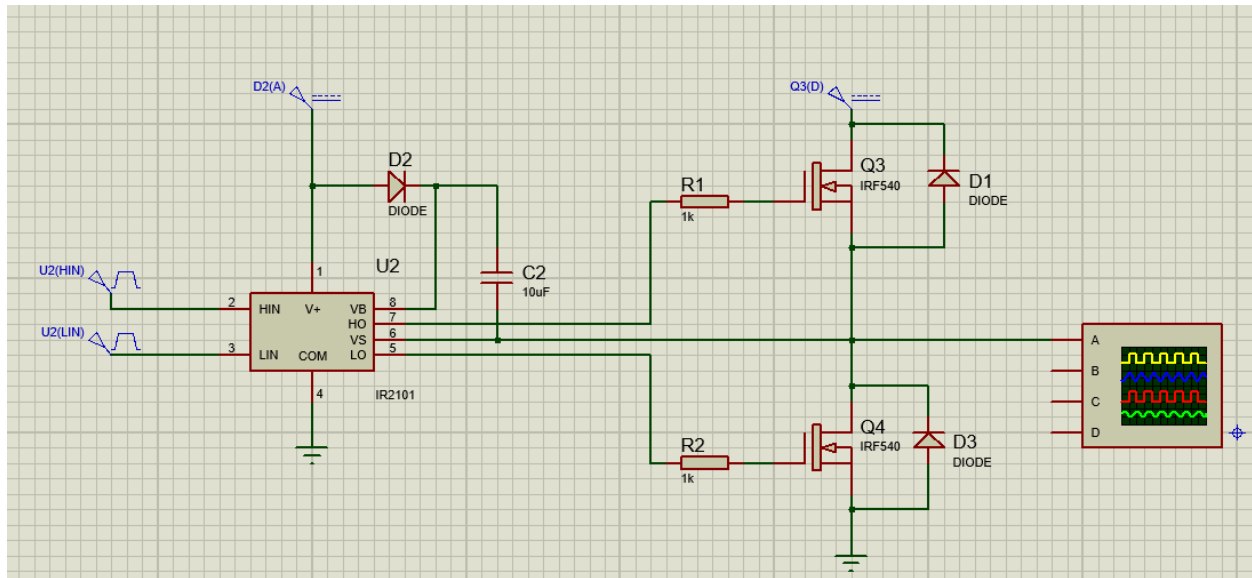 D2(A)
Q3(D)
D2
DIODE
Q3
IRF540
D1
DIODE
R1
1k
U2(HIN)
1
U2
C2
10uF
2
HIN
V+
VB
8
HO
7
VS
6
U2(LIN)
3
LIN
COM
LO
5
4
IR2101
A
B
C
D
Q4
IRF540
D3
DIODE
R2
1k